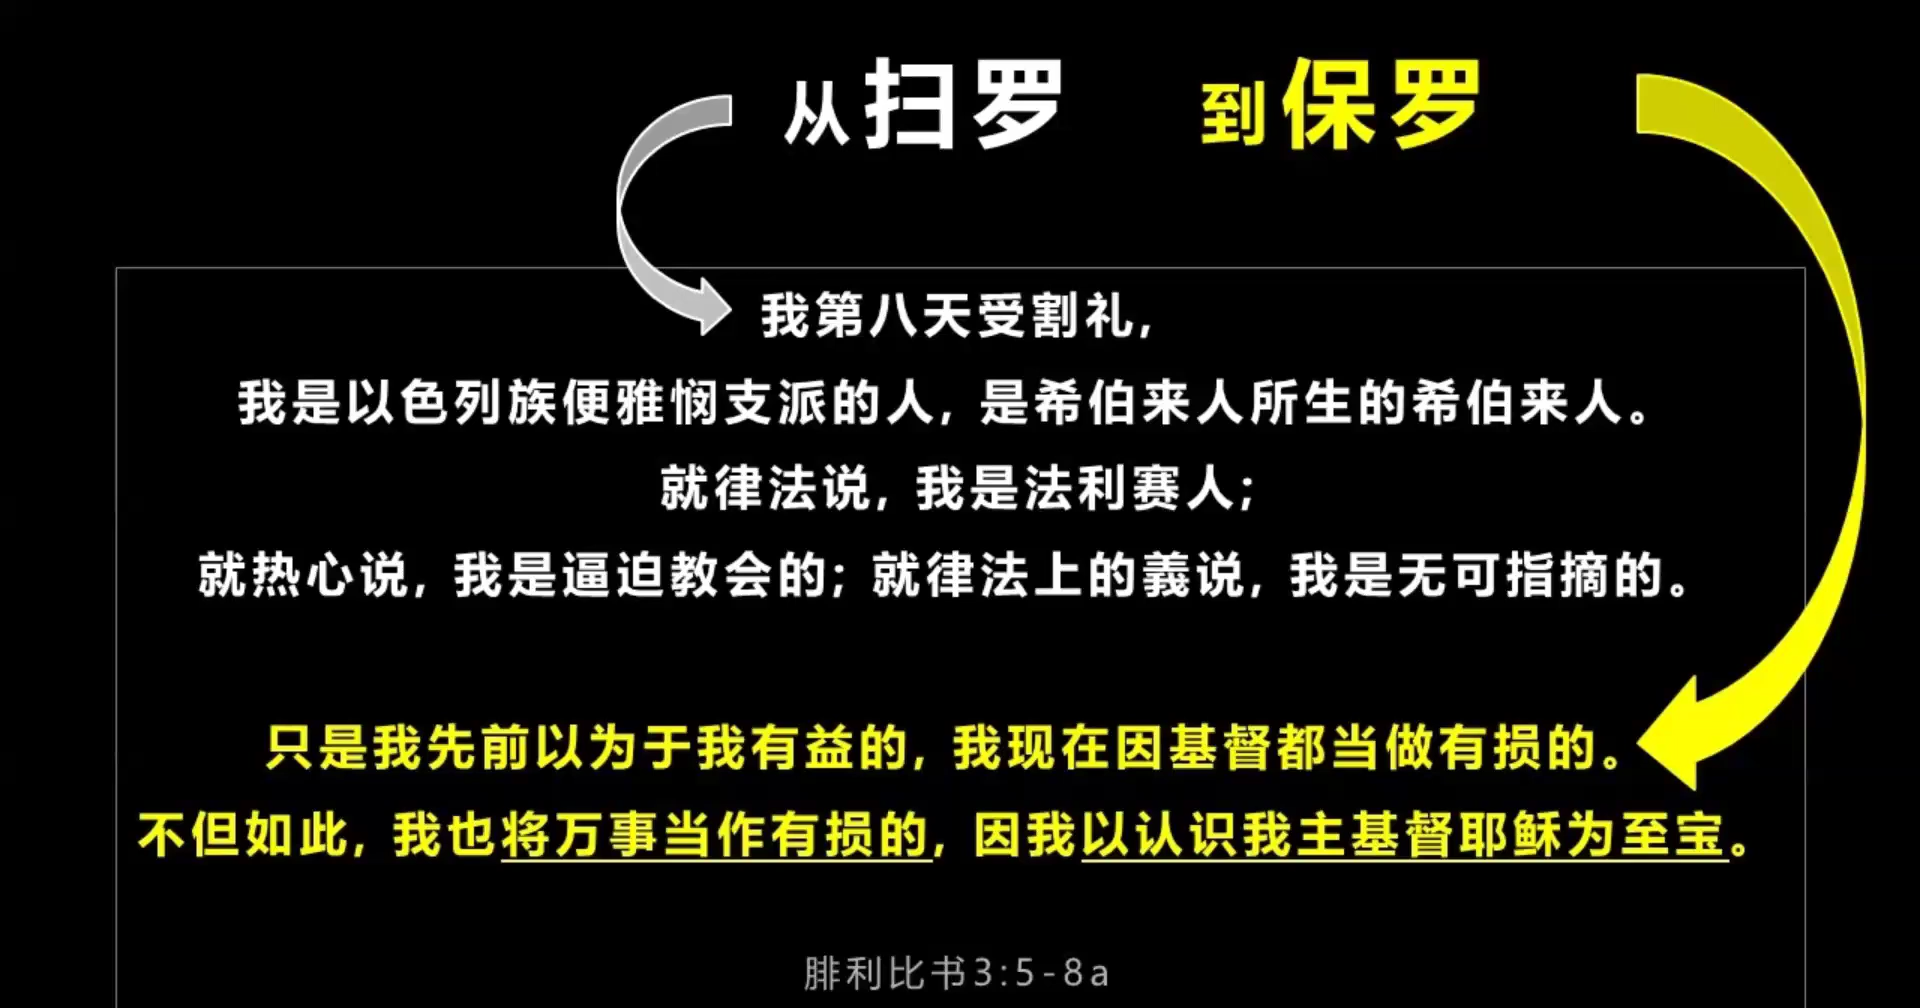 从扫罗 到保罗
我第八天受割礼,
我是以色列族便雅悯支派的人, 是希伯来人所生的希伯来人。
就律法说, 我是法利赛人;
就热心说, 我是逼迫教会的; 就律法上的義说, 我是无可指摘的。
只是我先前以为于我有益的, 我现在因基督都当做有损的。
不但如此, 我也将万事当作有损的, 因我以认识我主基督耶稣为至宝。
腓利比书3:5-8a